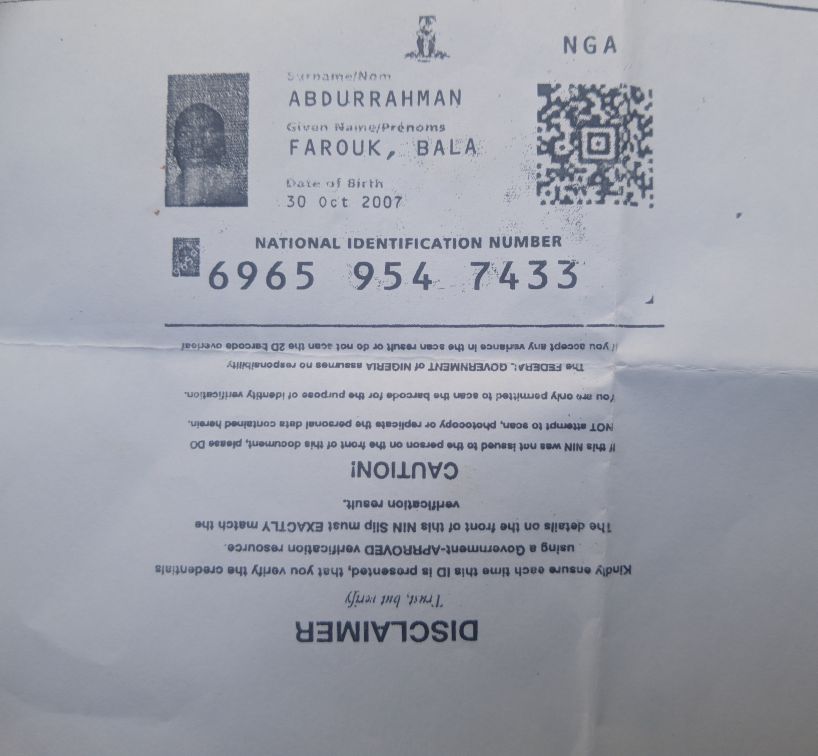 NGA
Surname/Nom
ABDURRAHMAN
Given Name/Prénoms
FAROUK, BALA
Date of Birth
30 Oct 2007
NATIONAL IDENTIFICATION NUMBER
6965 954 7433
DISCLAIMER
Trust, but verify
Kindly ensure each time this ID is presented, that you verify the credentials
using a Government-APPROVED verification resource.
The details on the front of this NIN Slip must EXACTLY match the
verification result.
CAUTION!
If this NIN was not issued to the person on the front of this document, please DO
NOT attempt to scan, photocopy or replicate the personal data contained herein.
You are only permitted to scan the barcode for the purpose of identity verification.
The FEDERAL GOVERNMENT of NIGERIA assumes no responsibility
if you accept any variance in the scan result or do not scan the 2D barcode overleaf